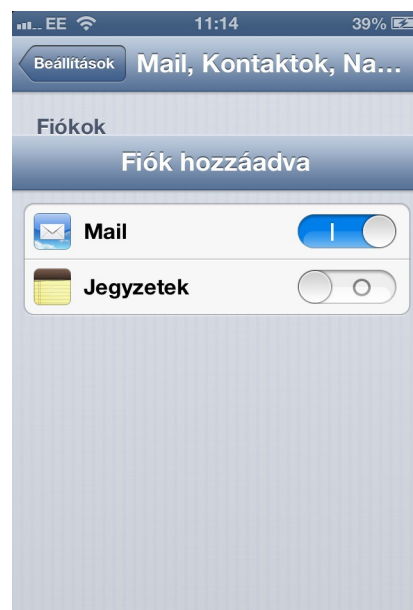 EE 11:14 39%
Beállítások Mail, Kontaktok, Na...
Fiókok
Fiók hozzáadva
Mail
Jegyzetek